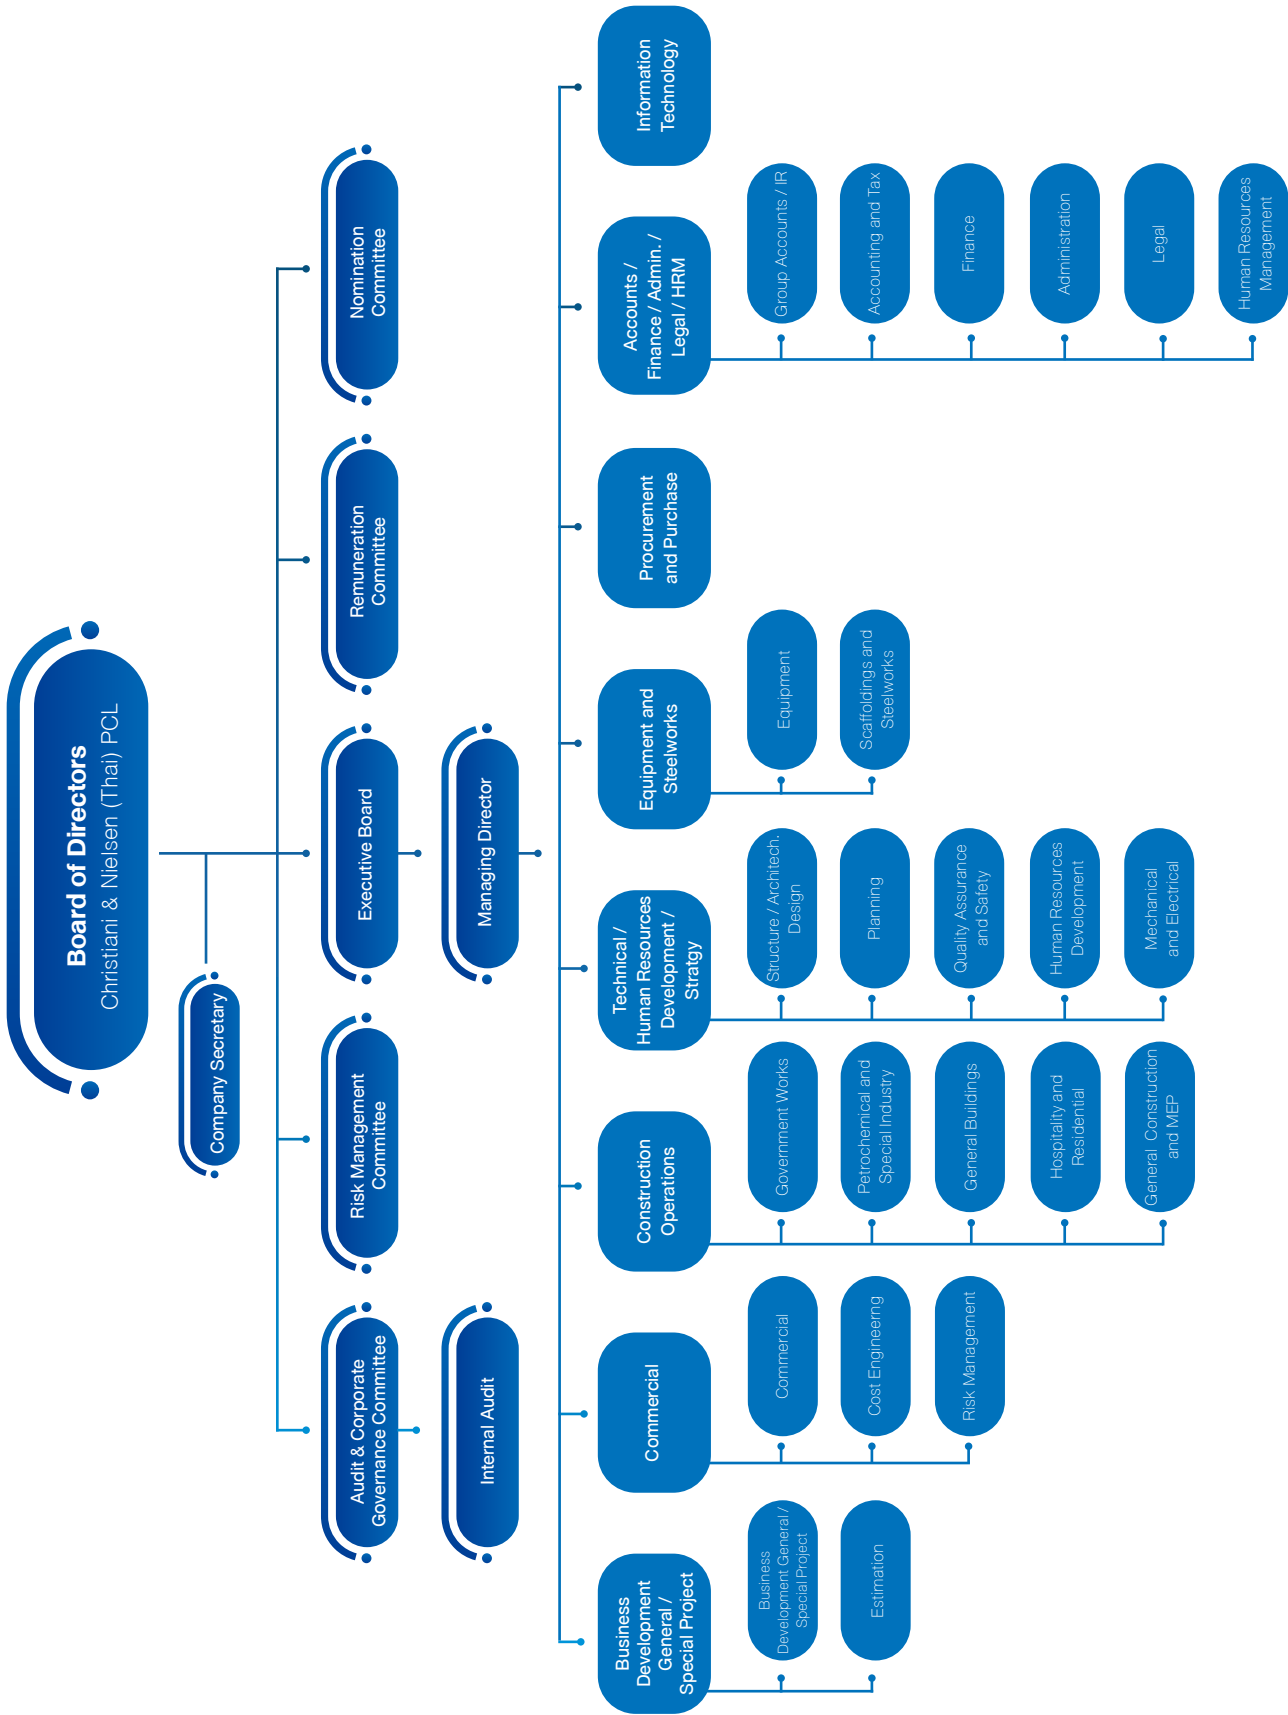 Board of Directors
Christiani & Nielsen (Thai) PCL
Company Secretary
Audit & Corporate
Governance Committee
Risk Management
Committee
Executive Board
Remuneration
Committee
Nomination
Committee
Internal Audit
Managing Director
Business
Development
General /
Special Project
Commercial
Construction
Operations
Technical /
Human Resources
Development /
Stratgy
Equipment and
Steelworks
Procurement
and Purchase
Accounts /
Finance / Admin. /
Legal / HRM
Information
Technology
Business
Development General /
Special Project
Estimation
Commercial
Cost Engineerng
Risk Management
Government Works
Petrochemical and
Special Industry
General Buildings
Hospitality and
Residential
General Construction
and MEP
Structure / Architech.
Design
Planning
Quality Assurance
and Safety
Human Resources
Development
Mechanical
and Electrical
Equipment
Scaffoldings and
Steelworks
Group Accounts / IR
Accounting and Tax
Finance
Administration
Legal
Human Resources
Management